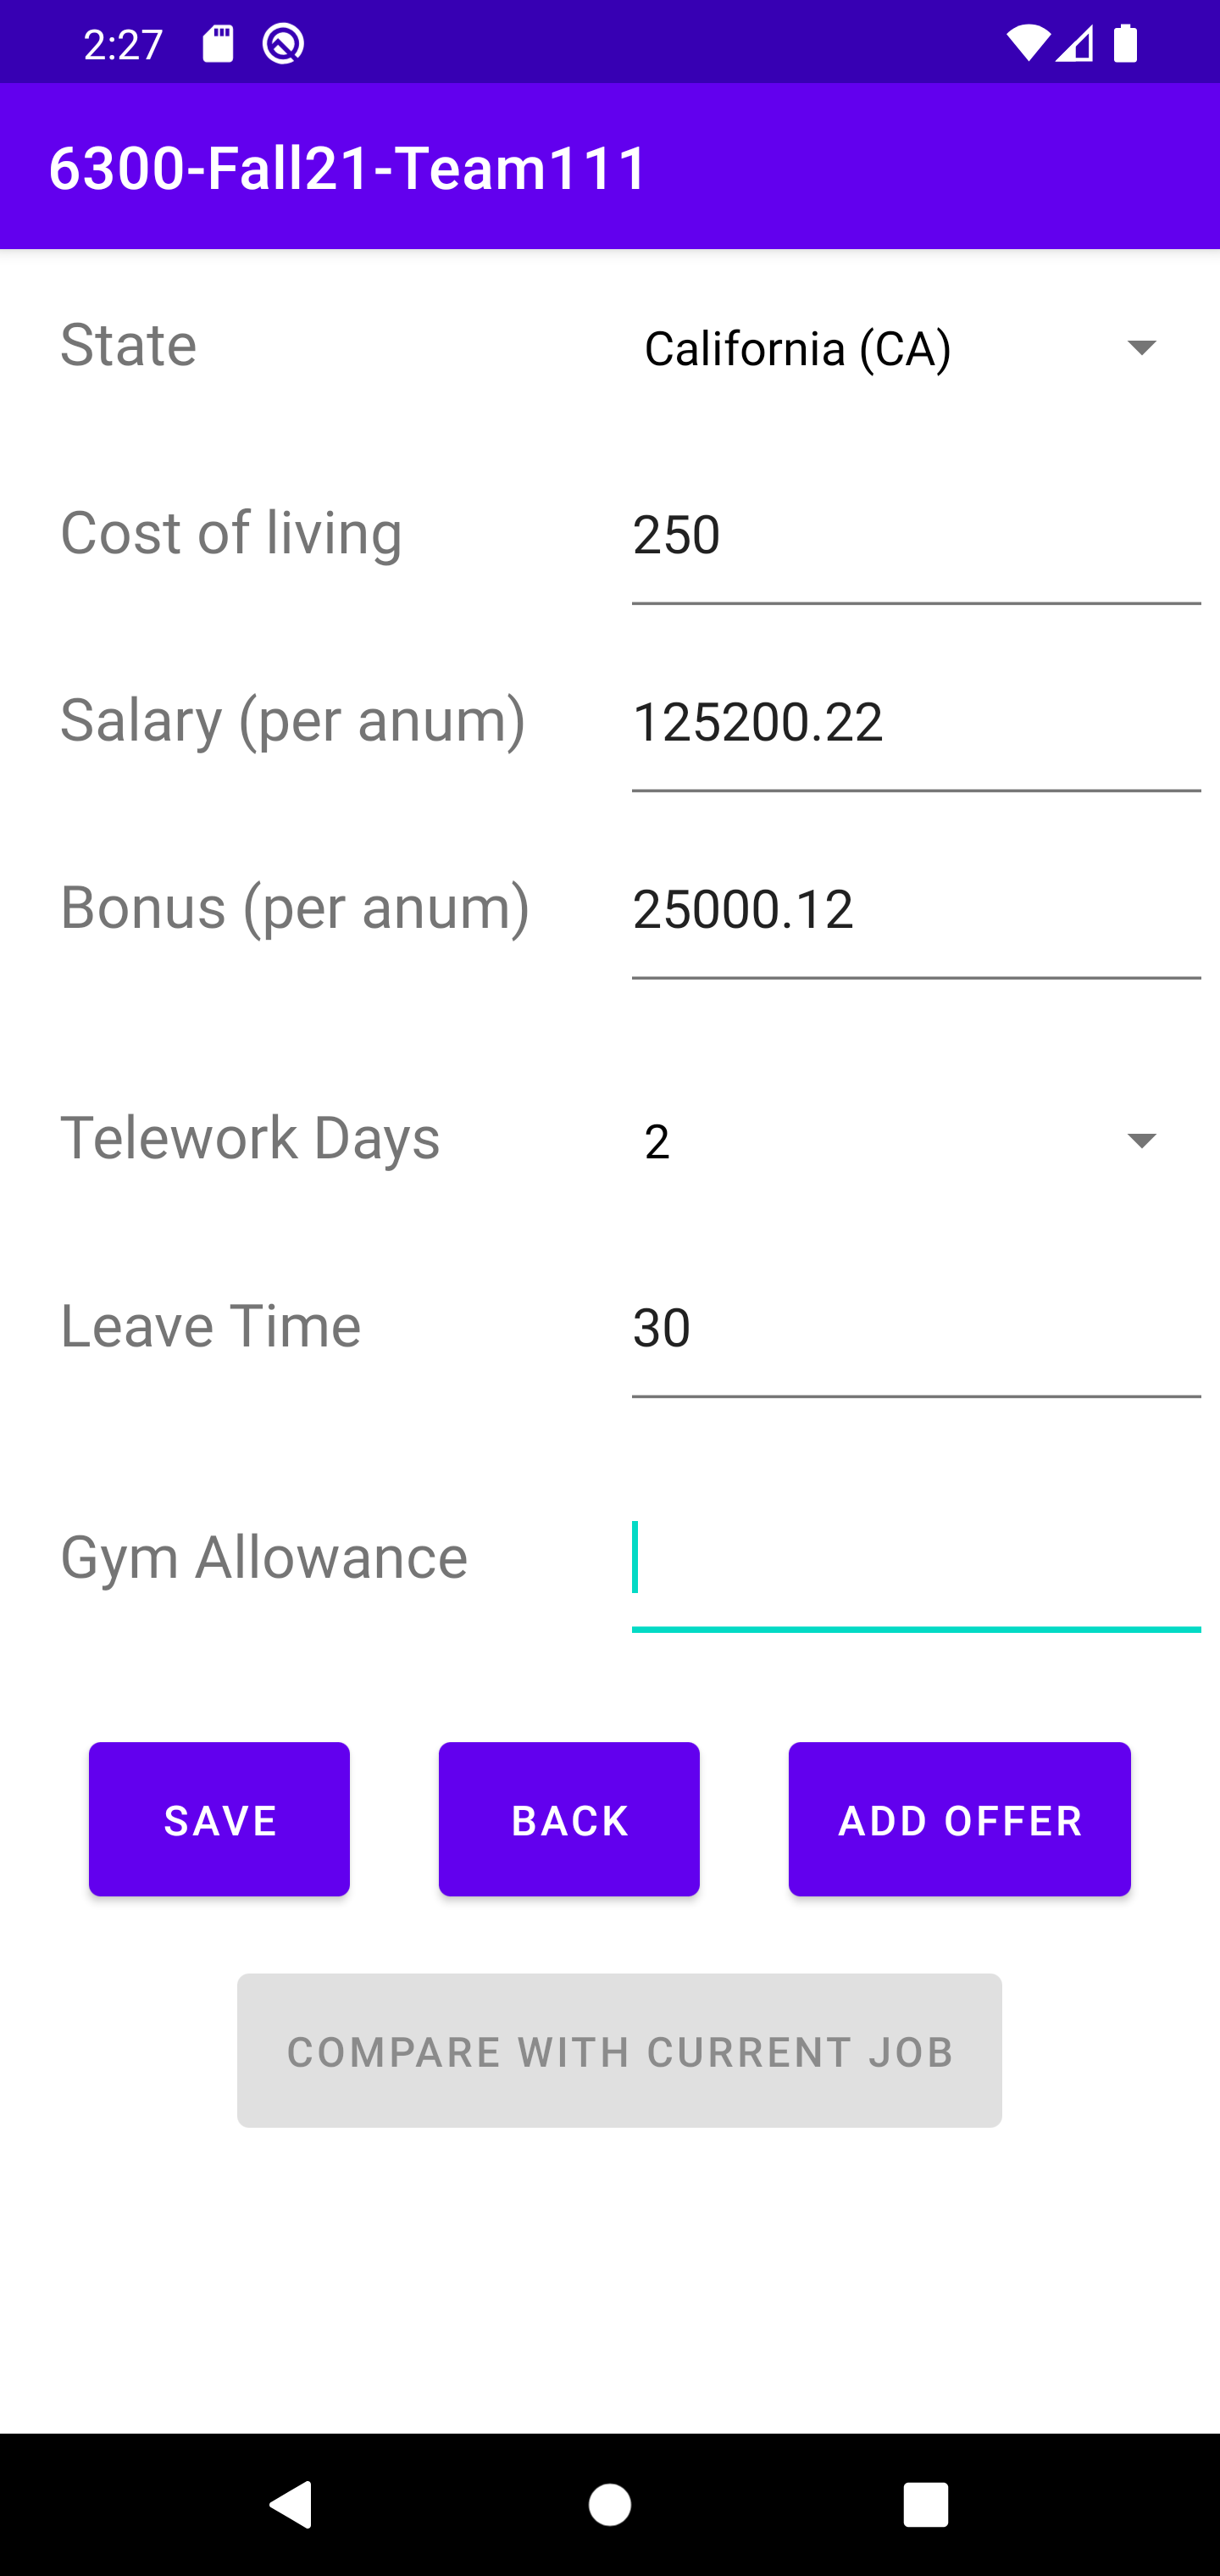 2:27
6300-Fall21-Team111
State California (CA)
Cost of living 250
Salary (per anum) 125200.22
Bonus (per anum) 25000.12
Telework Days 2
Leave Time 30
Gym Allowance
SAVE BACK ADD OFFER
COMPARE WITH CURRENT JOB